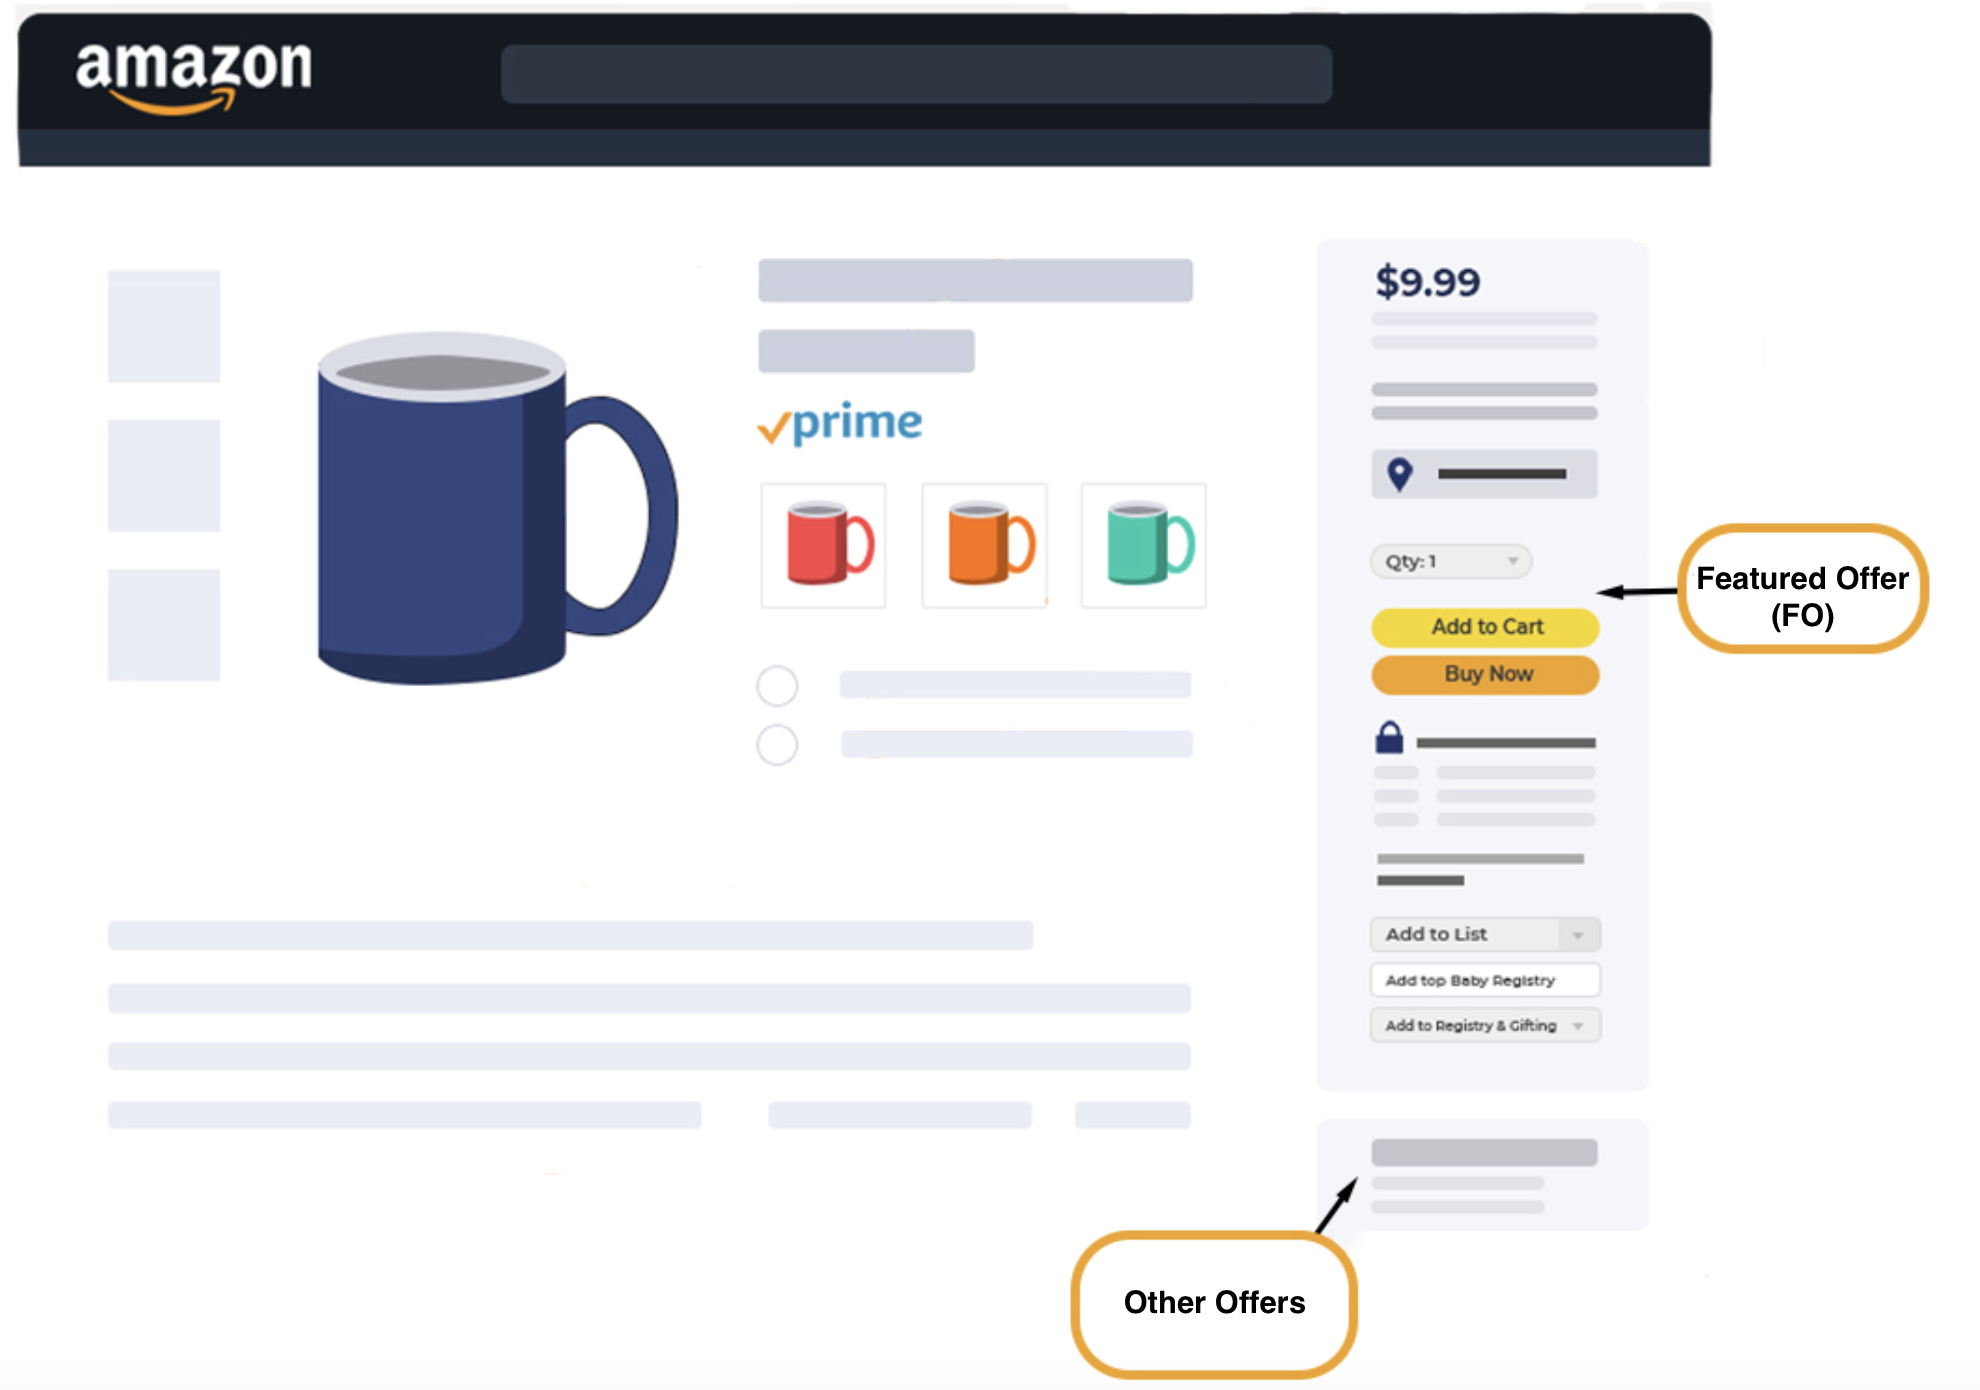 amazon
$9.99
prime
Qty: 1
Featured Offer
(FO)
Add to Cart
Buy Now
Add to List
Add top Baby Registry
Add to Registry & Gifting
Other Offers